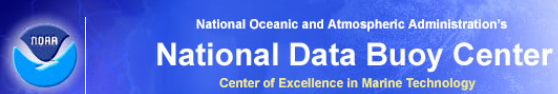 NOAA
National Oceanic and Atmospheric Administration's
National Data Buoy Center
Center of Excellence in Marine Technology